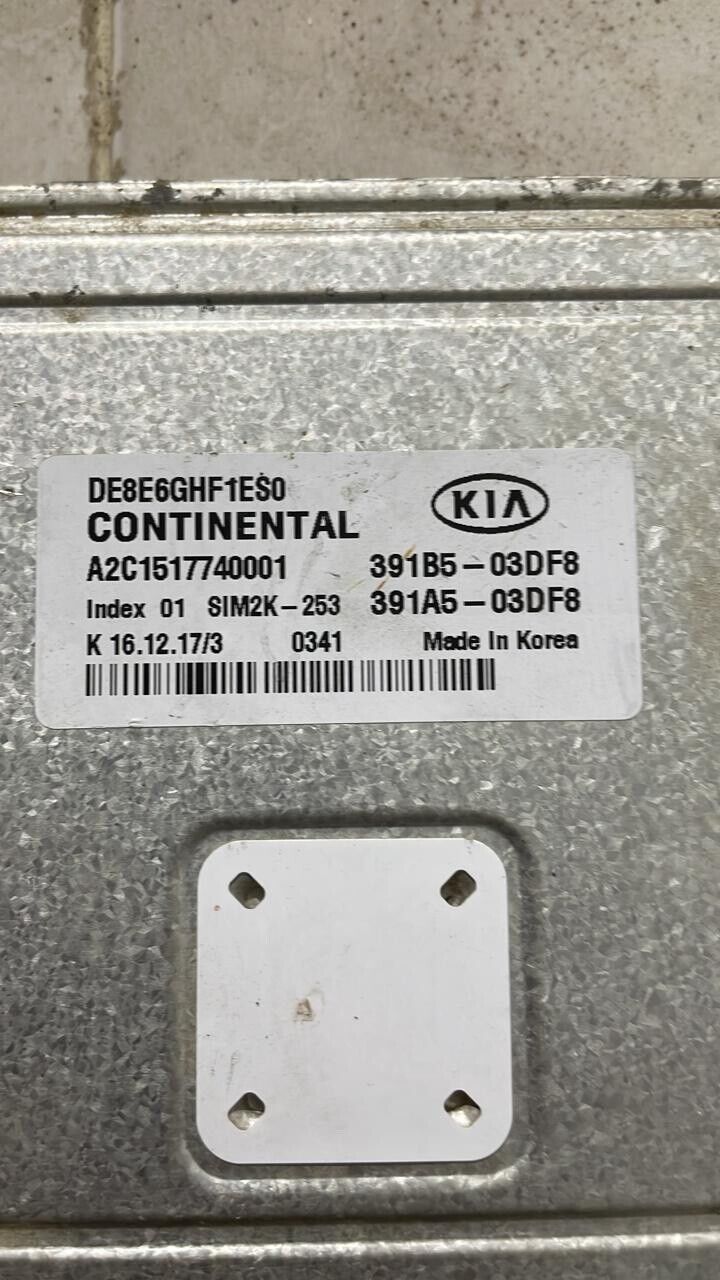 DE8E6GHF1ES0
KIA
CONTINENTAL
A2C1517740001 391B5-03DF8
Index 01 SIM2K-253 391A5-03DF8
K 16.12.17/3 0341 Made In Korea